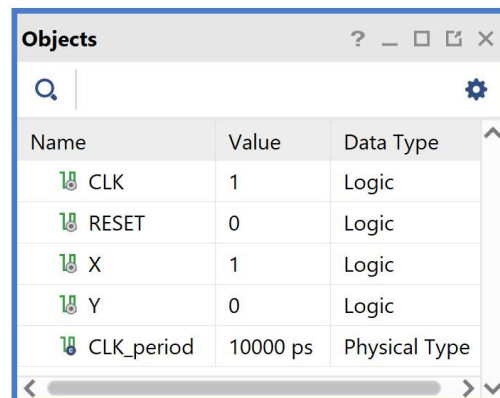 Objects
Name Value Data Type
CLK 1 Logic
RESET 0 Logic
X 1 Logic
Y 0 Logic
CLK_period 10000 ps Physical Type